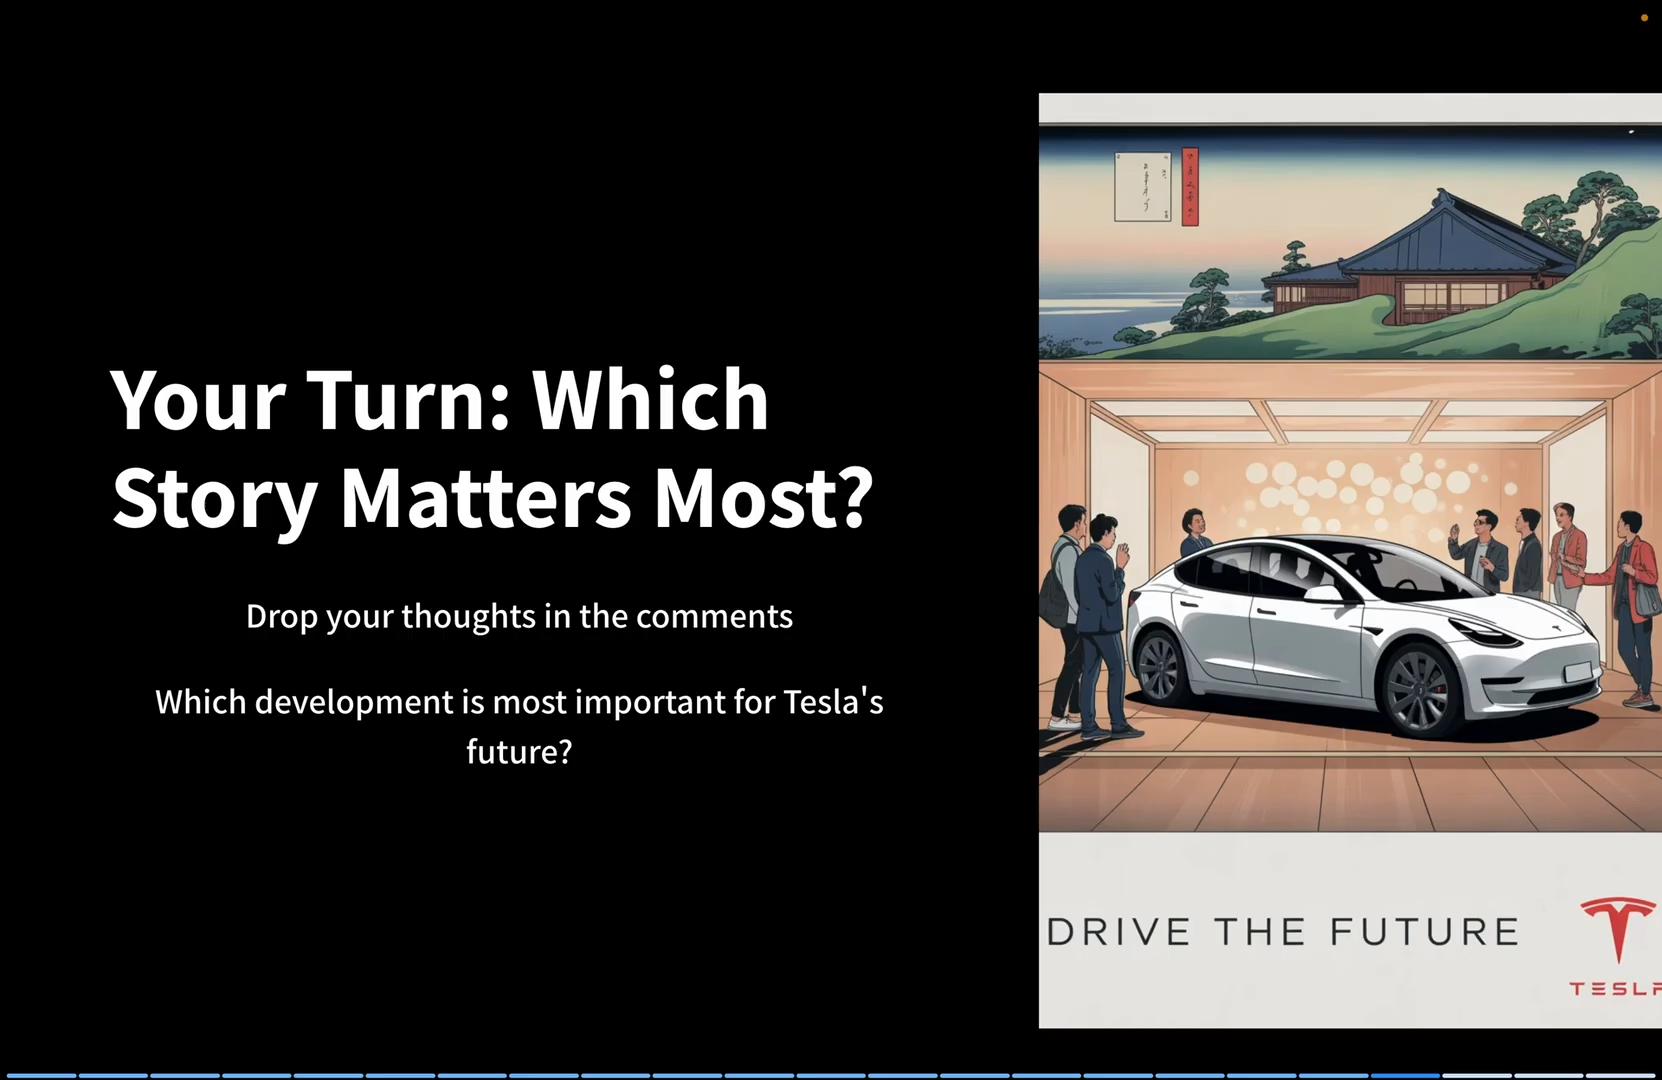 Your Turn: Which
Story Matters Most?
Drop your thoughts in the comments
Which development is most important for Tesla's
future?
DRIVE THE FUTURE
TESL